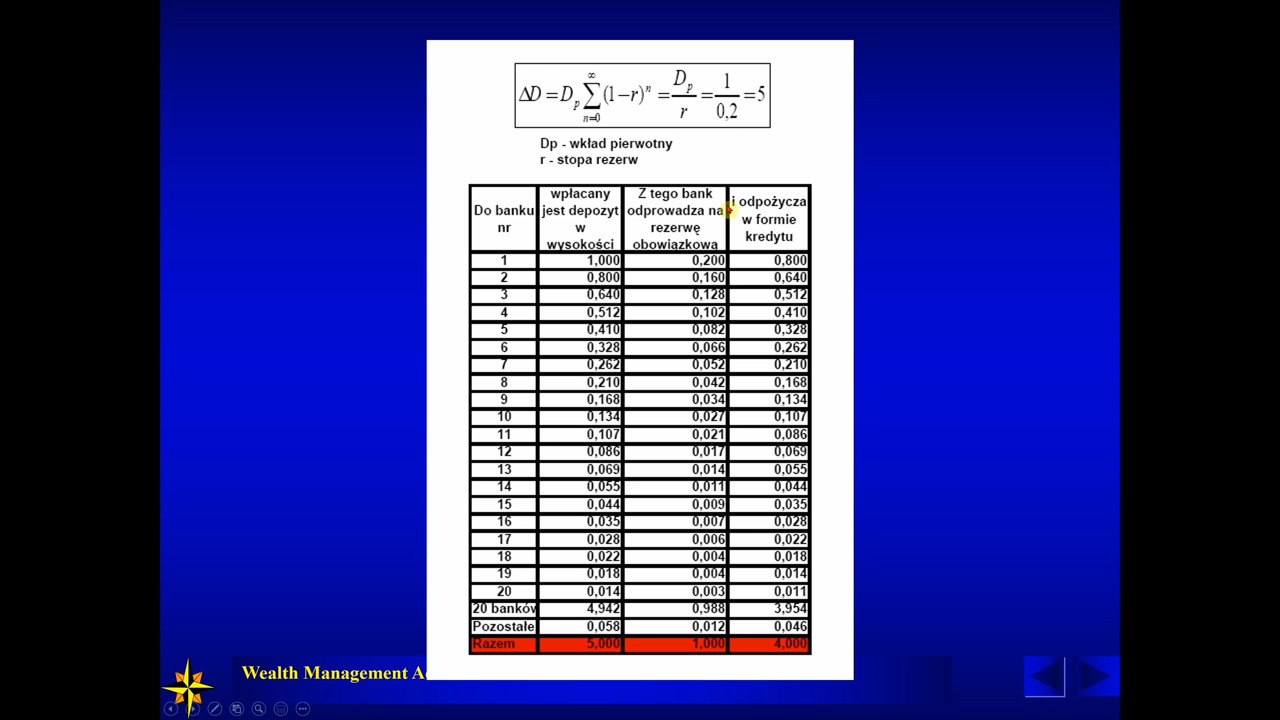 ΔD = Dp ∑ n=0 ∞ (1−r)ⁿ = Dp/r = 1/0,2 = 5
Dp - wkład pierwotny
r - stopa rezerw
Do banku nr | wpłacany jest depozyt w wysokości | Z tego bank odprowadza na rezerwę obowiązkową | i odpożycza w formie kredytu
1 1,000 0,200 0,800
2 0,800 0,160 0,640
3 0,640 0,128 0,512
4 0,512 0,102 0,410
5 0,410 0,082 0,328
6 0,328 0,066 0,262
7 0,262 0,052 0,210
8 0,210 0,042 0,168
9 0,168 0,034 0,134
10 0,134 0,027 0,107
11 0,107 0,021 0,086
12 0,086 0,017 0,069
13 0,069 0,014 0,055
14 0,055 0,011 0,044
15 0,044 0,009 0,035
16 0,035 0,007 0,028
17 0,028 0,006 0,022
18 0,022 0,004 0,018
19 0,018 0,004 0,014
20 0,014 0,003 0,011
20 banków 4,942 0,988 3,954
Pozostałe 0,058 0,012 0,046
Razem 5,000 1,000 4,000
Wealth Management